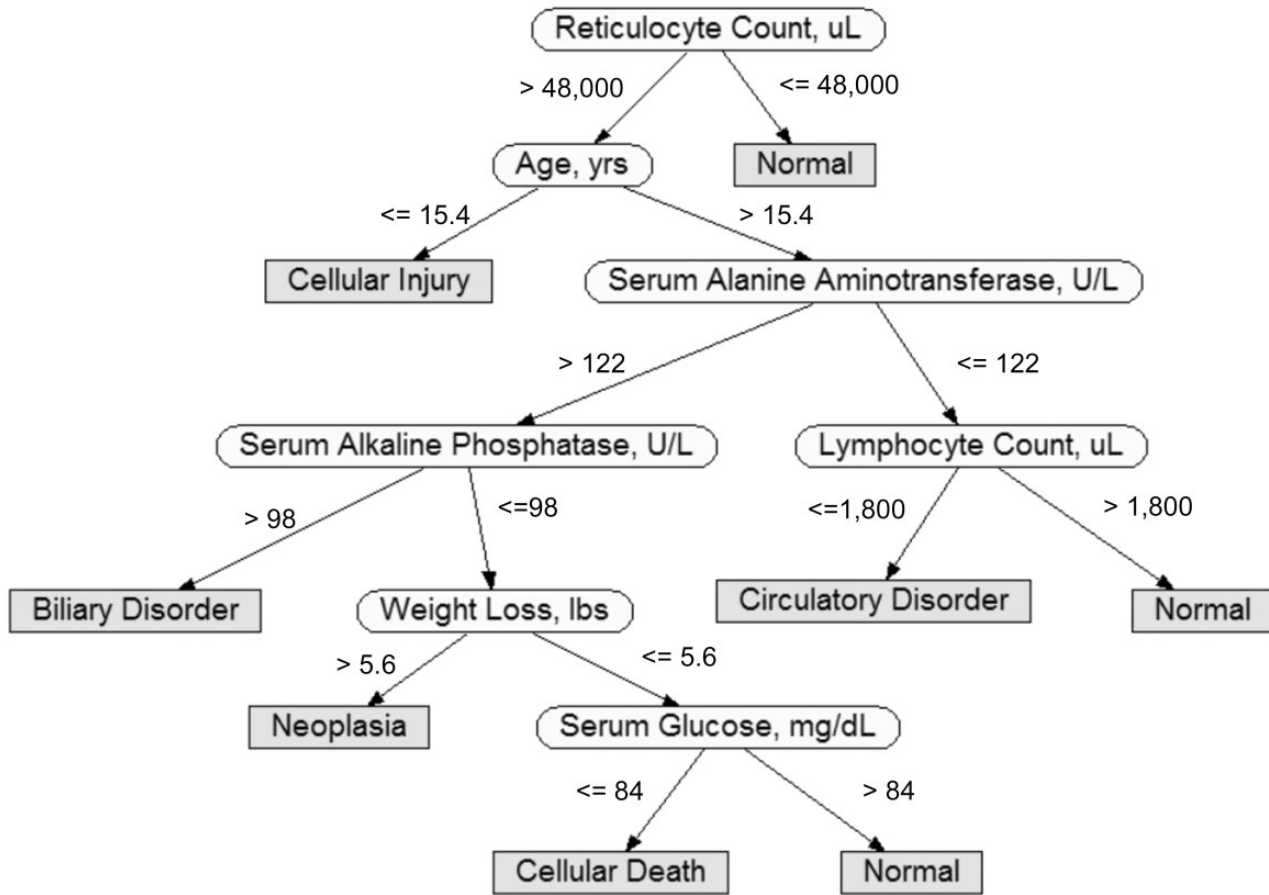 Reticulocyte Count, uL
> 48,000
<= 48,000
Age, yrs
Normal
<= 15.4
> 15.4
Cellular Injury
Serum Alanine Aminotransferase, U/L
> 122
<= 122
Serum Alkaline Phosphatase, U/L
Lymphocyte Count, uL
> 98
<=98
<=1,800
> 1,800
Biliary Disorder
Weight Loss, lbs
Circulatory Disorder
Normal
> 5.6
<= 5.6
Neoplasia
Serum Glucose, mg/dL
<= 84
> 84
Cellular Death
Normal